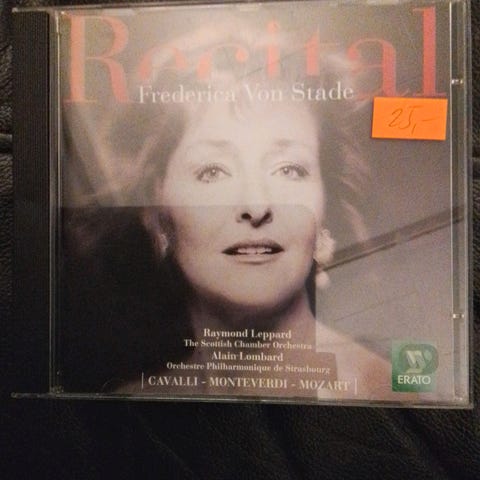 Recital
Frederica Von Stade
25,-
Raymond Leppard
The Scottish Chamber Orchestra
Alain Lombard
Orchestre Philharmonique de Strasbourg
| CAVALLI - MONTEVERDI - MOZART |
ERATO